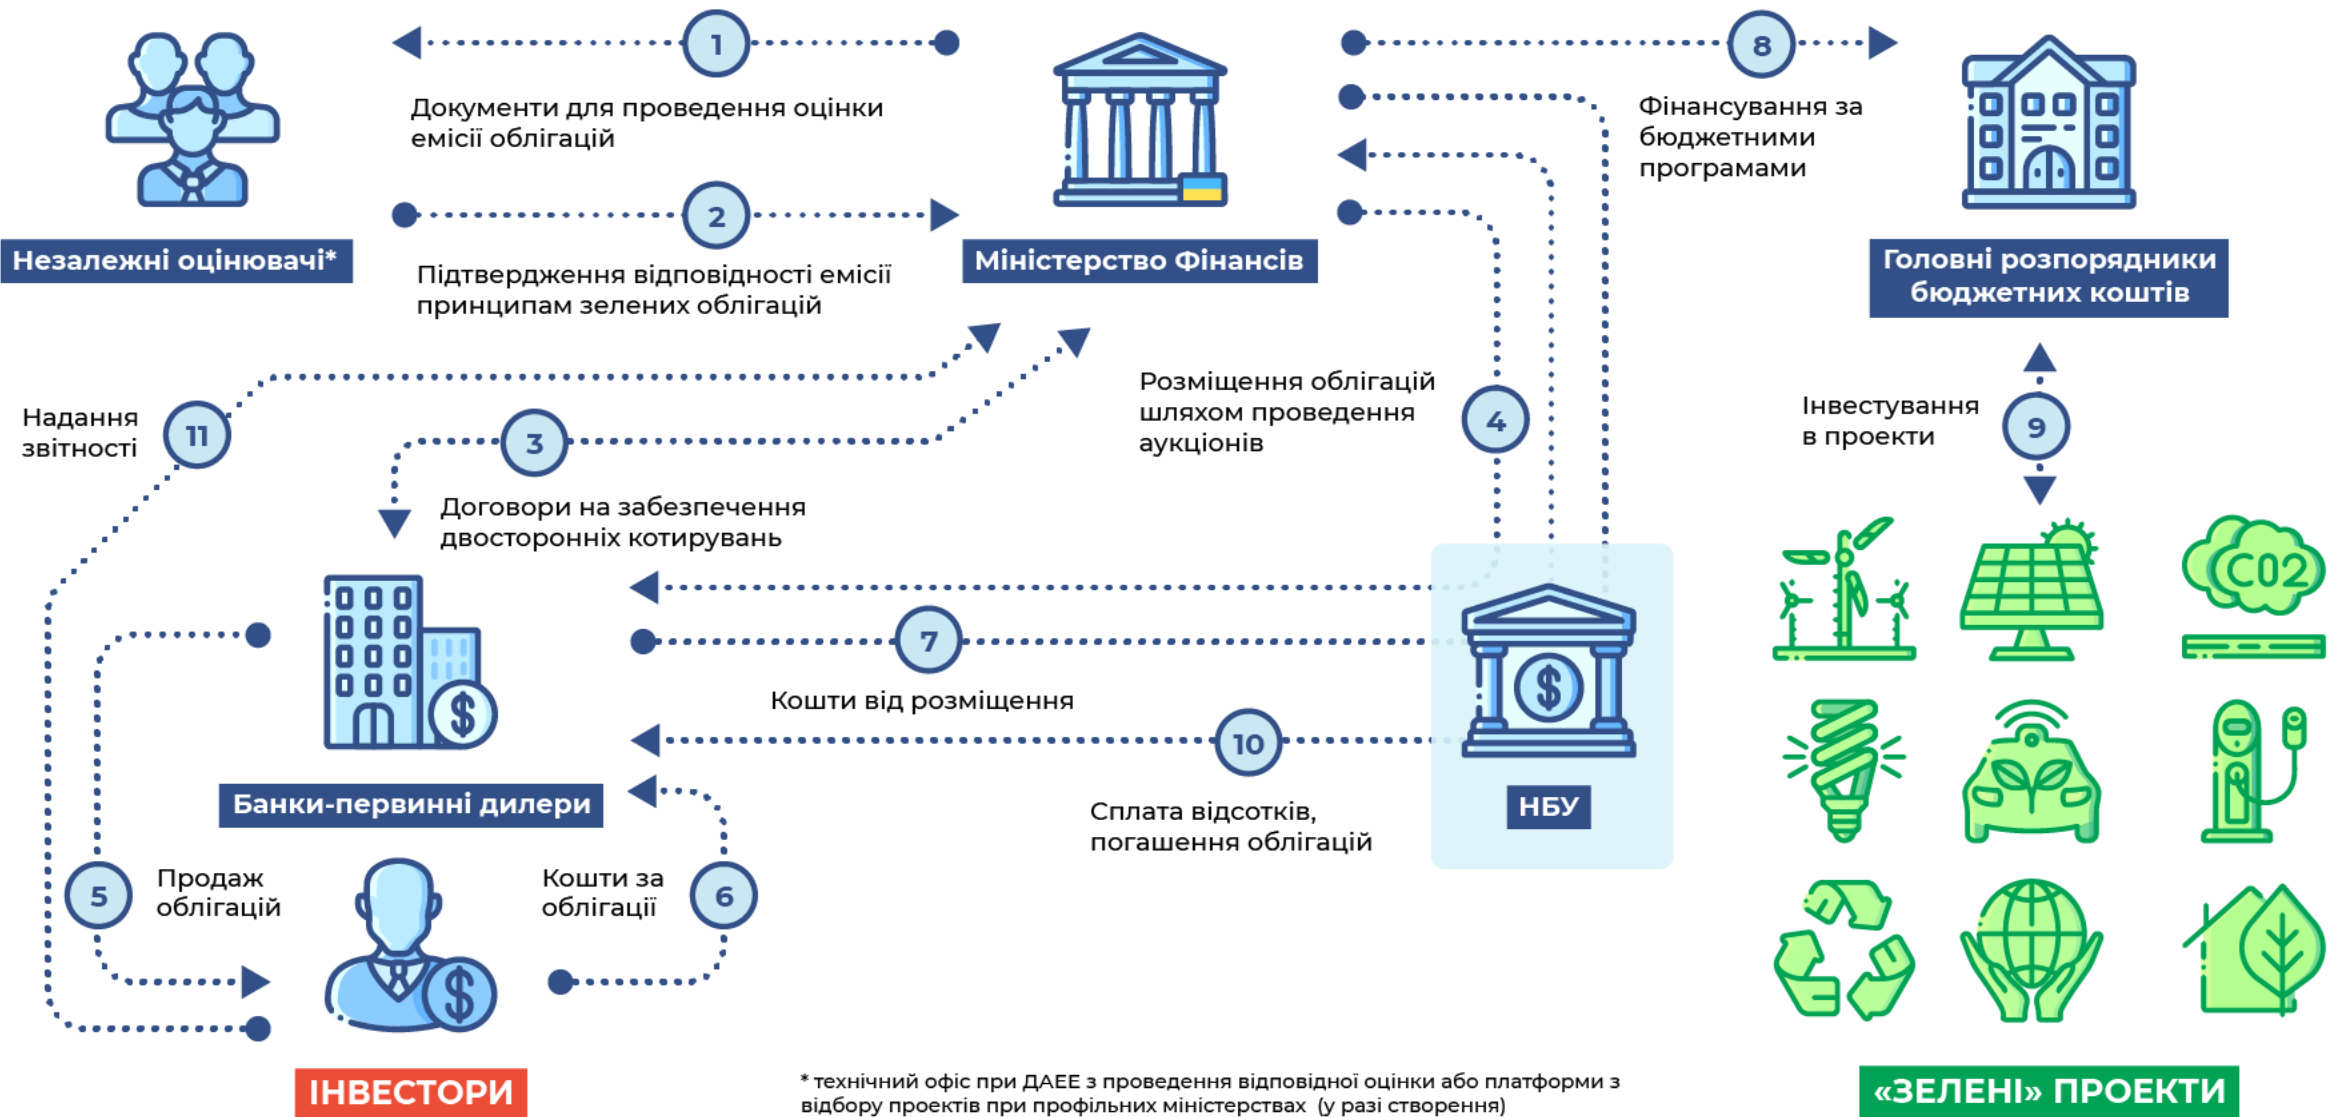 1
Документи для проведення оцінки
емісії облігацій
2
Підтвердження відповідності емісії
принципам зелених облігацій
Незалежні оцінювачі*
Міністерство Фінансів
8
Фінансування за
бюджетними
програмами
Головні розпорядники
бюджетних коштів
11
Надання
звітності
3
Договори на забезпечення
двосторонніх котирувань
Розміщення облігацій
шляхом проведення
аукціонів
4
Інвестування
в проекти
9
7
Кошти від розміщення
10
Сплата відсотків,
погашення облігацій
$
Банки-первинні дилери
$
НБУ
CO2
5
Продаж
облігацій
Кошти за
облігації
6
$
ІНВЕСТОРИ
* технічний офіс при ДАЕЕ з проведення відповідної оцінки або платформи з
відбору проектів при профільних міністерствах (у разі створення)
«ЗЕЛЕНІ» ПРОЕКТИ